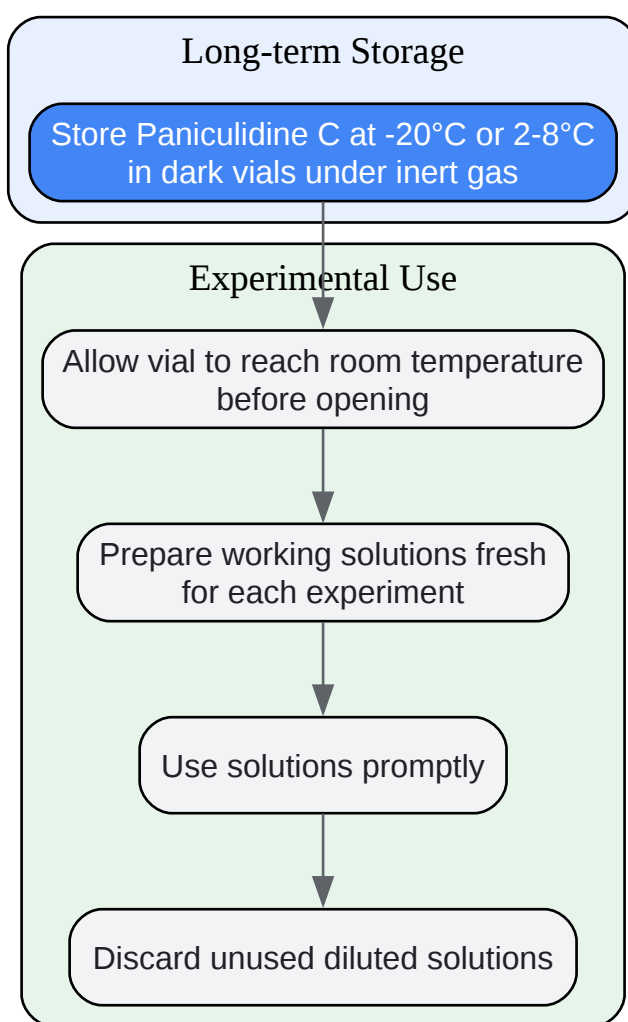 Long-term Storage
Store Paniculidine C at -20°C or 2-8°C
in dark vials under inert gas
Experimental Use
Allow vial to reach room temperature
before opening
Prepare working solutions fresh
for each experiment
Use solutions promptly
Discard unused diluted solutions